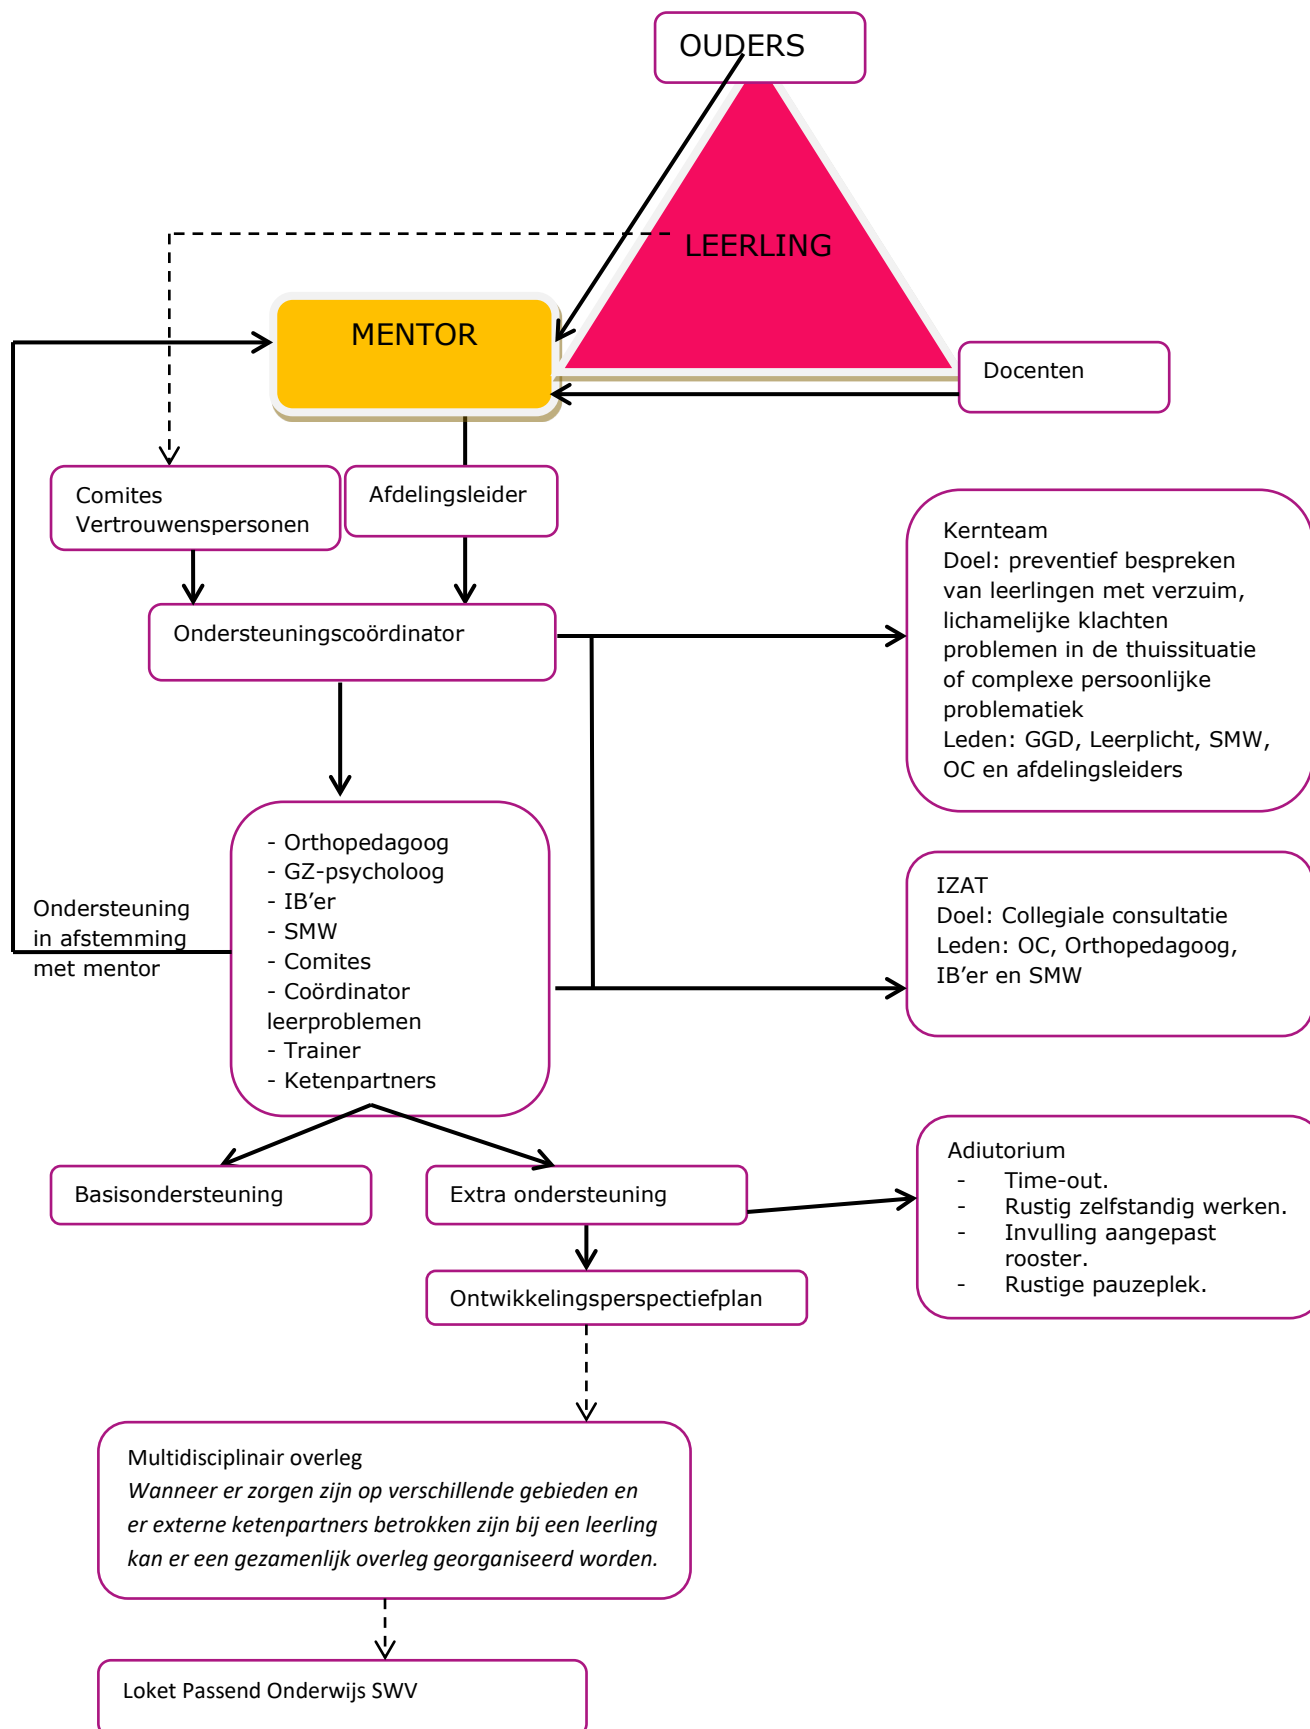 OUDERS
LEERLING
MENTOR
Docenten
Comites
Vertrouwenspersonen
Afdelingsleider
Kernteam
Doel: preventief bespreken
van leerlingen met verzuim,
lichamelijke klachten
problemen in de thuissituatie
of complexe persoonlijke
problematiek
Leden: GGD, Leerplicht, SMW,
OC en afdelingsleiders
Ondersteuningscoördinator
- Orthopedagoog
- GZ-psycholoog
- IB’er
- SMW
- Comites
- Coördinator
leerproblemen
- Trainer
- Ketenpartners
Ondersteuning
in afstemming
met mentor
IZAT
Doel: Collegiale consultatie
Leden: OC, Orthopedagoog,
IB’er en SMW
Basisondersteuning
Extra ondersteuning
Adiutorium
- Time-out.
- Rustig zelfstandig werken.
- Invulling aangepast
rooster.
- Rustige pauzeplek.
Ontwikkelingsperspectiefplan
Multidisciplinair overleg
Wanneer er zorgen zijn op verschillende gebieden en
er externe ketenpartners betrokken zijn bij een leerling
kan er een gezamenlijk overleg georganiseerd worden.
Loket Passend Onderwijs SWV